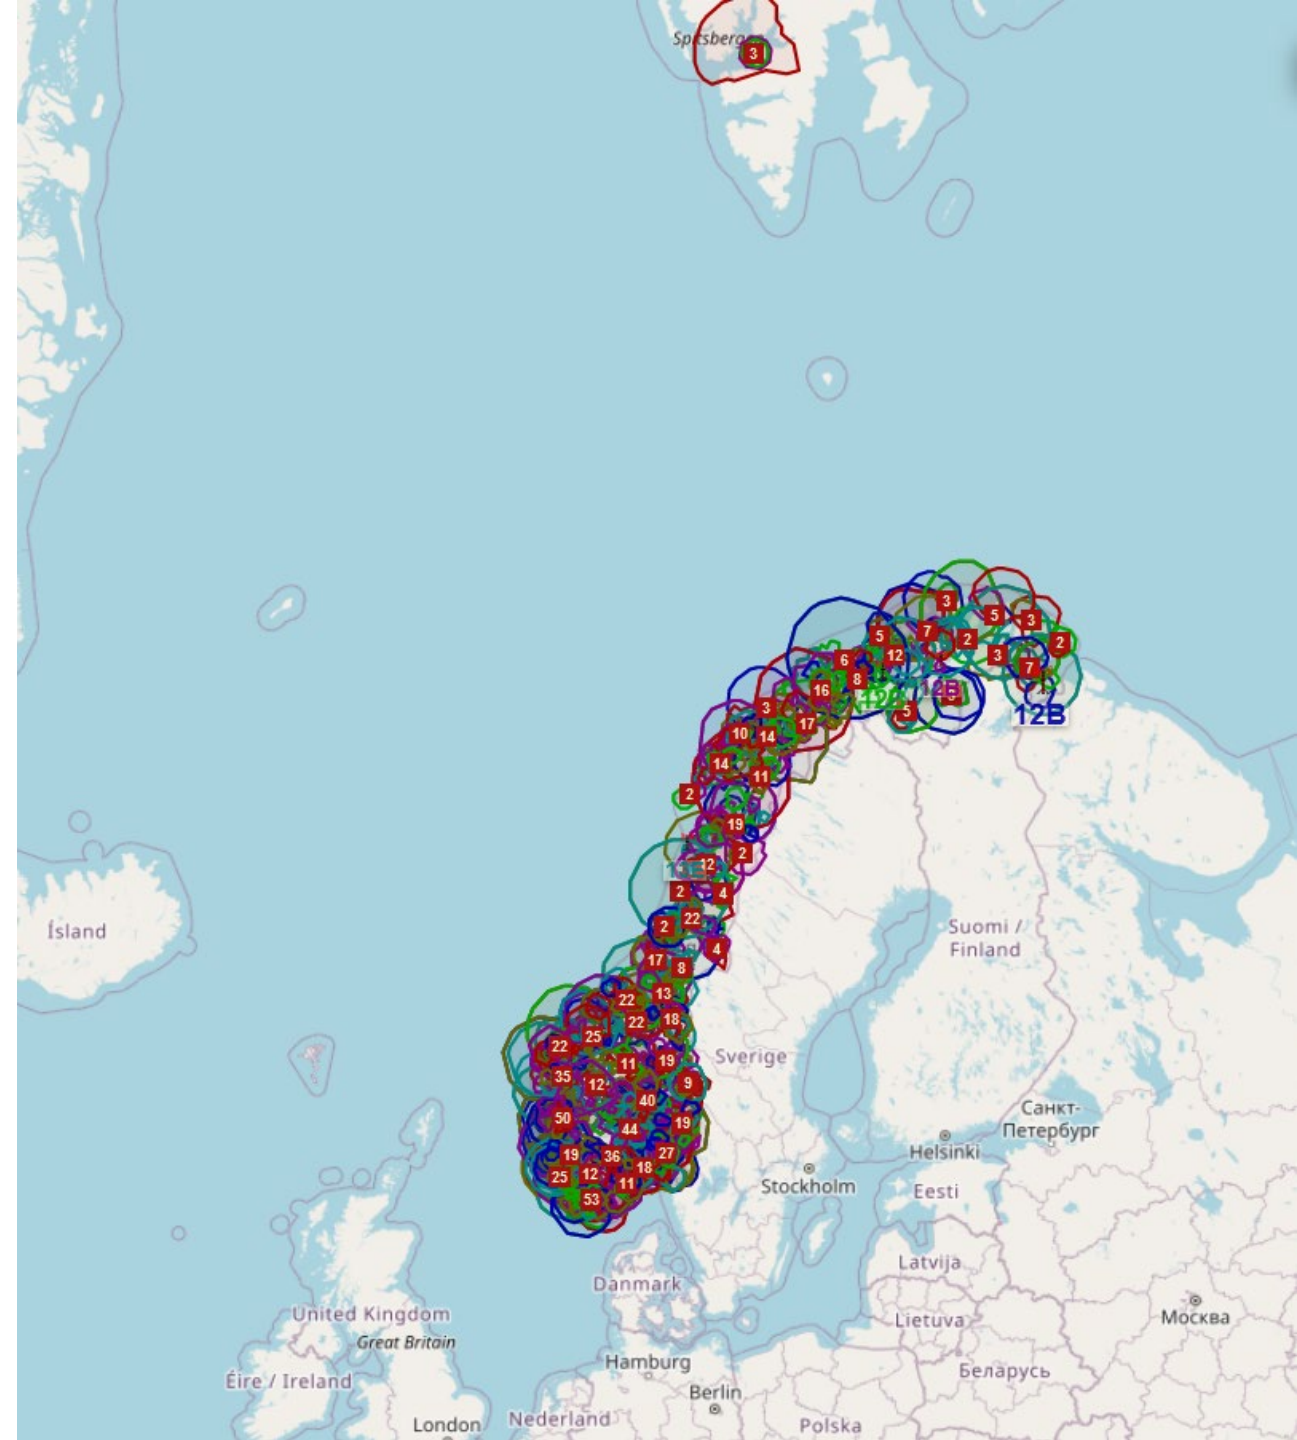 Spitsbergen
3
3
5
3
5
7
2
2
12
3
6
7
8
16
12B
12B
5
12B
3
17
10
14
14
11
2
19
2
12
2
4
22
2
4
17
8
13
22
22
18
25
22
11
19
35
12
9
40
50
19
44
19
36
27
18
12
25
11
53
Ísland
Suomi /
Finland
Sverige
Санкт-
Петербург
Helsinki
Stockholm
Eesti
Latvija
Danmark
Lietuva
Москва
United Kingdom
Great Britain
Hamburg
Беларусь
Éire / Ireland
Berlin
Nederland
London
Polska